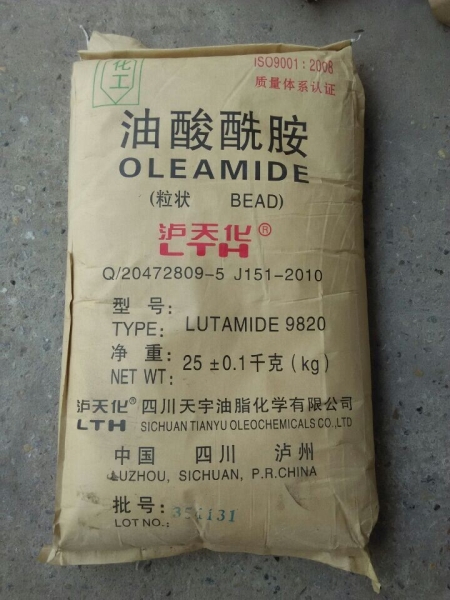 化工
ISO9001:2008
质量体系认证
油酸酰胺
OLEAMIDE
(粒状 BEAD)
泸天化®
LTH
Q/20472809-5 J151-2010
型号:
TYPE: LUTAMIDE 9820
净重: 25±0.1千克(kg)
NET WT:
泸天化® 四川天宇油脂化学有限公司
LTH SICHUAN TIANYU OLEOCHEMICALS CO.,LTD
中国 四川 泸州
LUZHOU, SICHUAN, P.R.CHINA
批号:
LOT NO.: